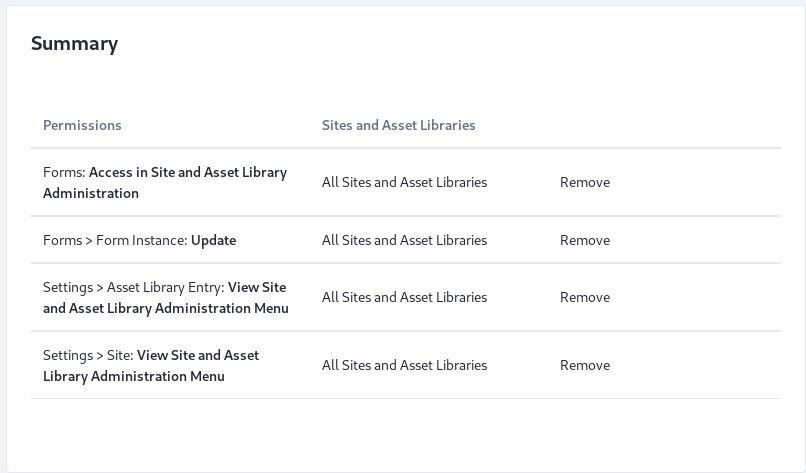 Summary
Permissions Sites and Asset Libraries
Forms: Access in Site and Asset Library
Administration
All Sites and Asset Libraries Remove
Forms > Form Instance: Update All Sites and Asset Libraries Remove
Settings > Asset Library Entry: View Site
and Asset Library Administration Menu
All Sites and Asset Libraries Remove
Settings > Site: View Site and Asset
Library Administration Menu
All Sites and Asset Libraries Remove